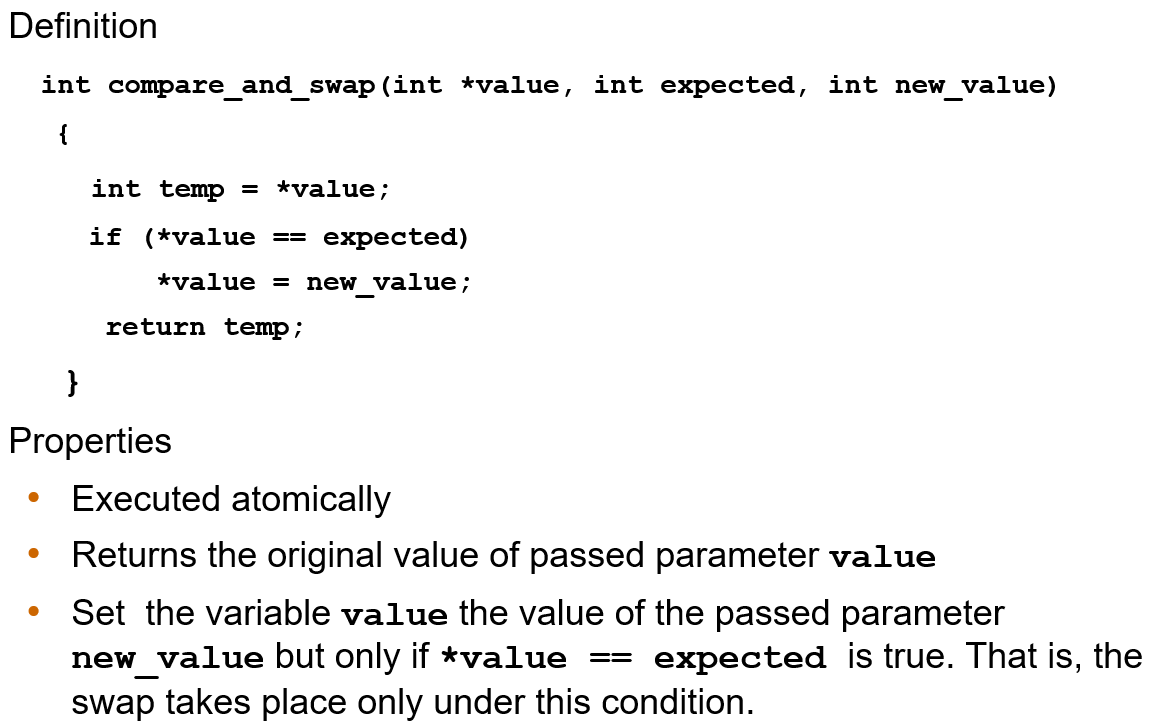 Definition
int compare_and_swap(int *value, int expected, int new_value)
{
int temp = *value;
if (*value == expected)
*value = new_value;
return temp;
}
Properties
• Executed atomically
• Returns the original value of passed parameter value
• Set the variable value the value of the passed parameter
new_value but only if *value == expected is true. That is, the
swap takes place only under this condition.